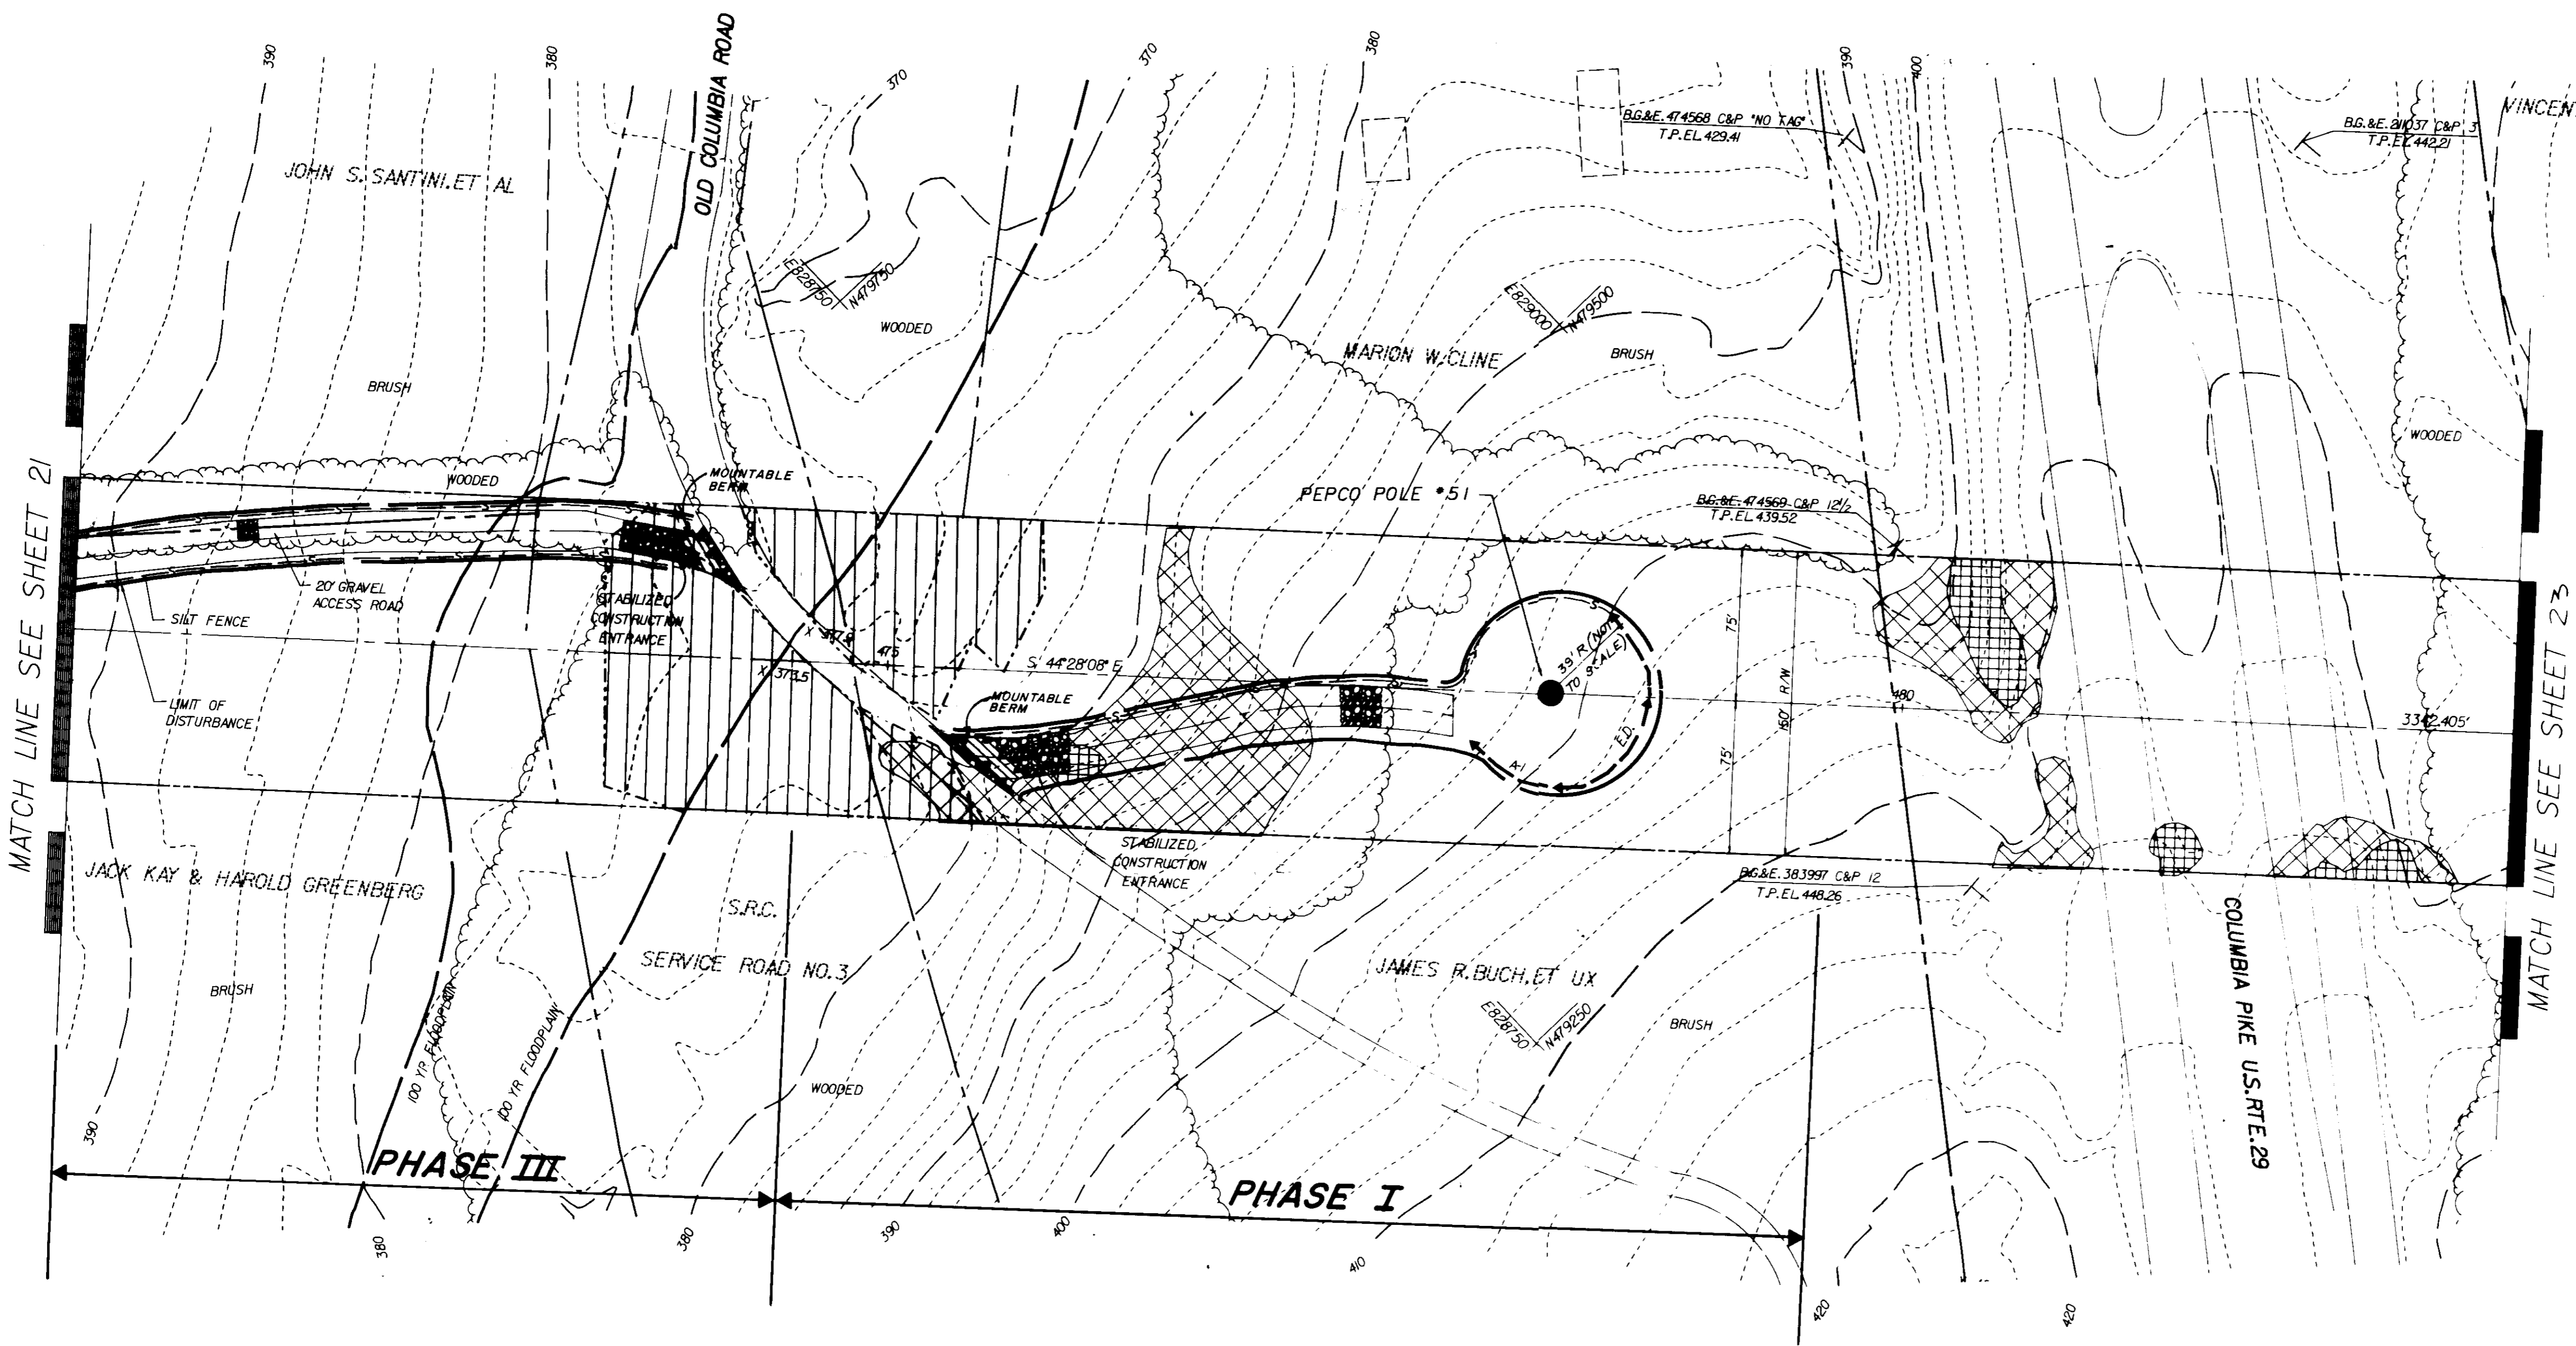 390
380
OLD COLUMBIA ROAD
370
370
380
390
400
B.G.&E. 474568 C&P "NO TAG"
T.P.EL.429.41
B.G.&E. 211037 C&P 3
T.P.EL.442.21
VINCEN
JOHN S. SANTINI.ET AL
E828750
N479750
WOODED
E829000
N479500
MARION W. CLINE
BRUSH
BRUSH
WOODED
MATCH LINE SEE SHEET 21
WOODED
MOUNTABLE
BERM
PEPCO POLE #51
B.G.&E. 474569 C&P 12 1/2
T.P.EL.439.52
20' GRAVEL
ACCESS ROAD
SILT FENCE
STABILIZED
CONSTRUCTION
ENTRANCE
S
S
S
S
S
S
S
X
475
X 373.5
S 44°28'08" E
39' R (NOT
TO SCALE)
75'
150' R/W
75'
480
LIMIT OF
DISTURBANCE
MOUNTABLE
BERM
E.D.
A-1
3342.405'
MATCH LINE SEE SHEET 23
STABILIZED
CONSTRUCTION
ENTRANCE
B.G.&E. 383997 C&P 12
T.P.EL.448.26
JACK KAY & HAROLD GREENBERG
S.R.C.
SERVICE ROAD NO.3
JAMES R.BUCH.ET UX
COLUMBIA PIKE U.S.RTE.29
BRUSH
100 YR FLOODPLAIN
100 YR FLOODPLAIN
E828750
N479250
BRUSH
WOODED
390
PHASE III
PHASE I
380
380
390
400
410
420
420